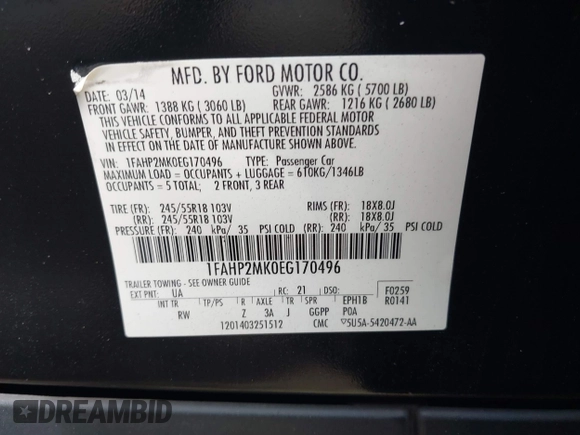 MFD. BY FORD MOTOR CO.
DATE: 03/14 GVWR: 2586 KG ( 5700 LB)
FRONT GAWR: 1388 KG ( 3060 LB) REAR GAWR: 1216 KG ( 2680 LB)
THIS VEHICLE CONFORMS TO ALL APPLICABLE FEDERAL MOTOR
VEHICLE SAFETY, BUMPER, AND THEFT PREVENTION STANDARDS
IN EFFECT ON THE DATE OF MANUFACTURE SHOWN ABOVE.
VIN: 1FAHP2MK0EG170496 TYPE: Passenger Car
MAXIMUM LOAD = OCCUPANTS + LUGGAGE = 610KG/1346LB
OCCUPANTS = 5 TOTAL; 2 FRONT, 3 REAR
TIRE (FR): 245/55R18 103V RIMS (FR): 18X8.0J
(RR): 245/55R18 103V (RR): 18X8.0J
PRESSURE (FR): 240 kPa/ 35 PSI COLD (RR): 240 kPa/ 35 PSI COLD
1FAHP2MK0EG170496
TRAILER TOWING - SEE OWNER GUIDE
EXT PNT: UA RC: 21 DSO: F0259
INT TR TP/PS R AXLE TR SPR EPH1B R0141
RW Z 3A J GGPP POA
1201403251512 CMC 5U5A-5420472-AA
DREAMBID